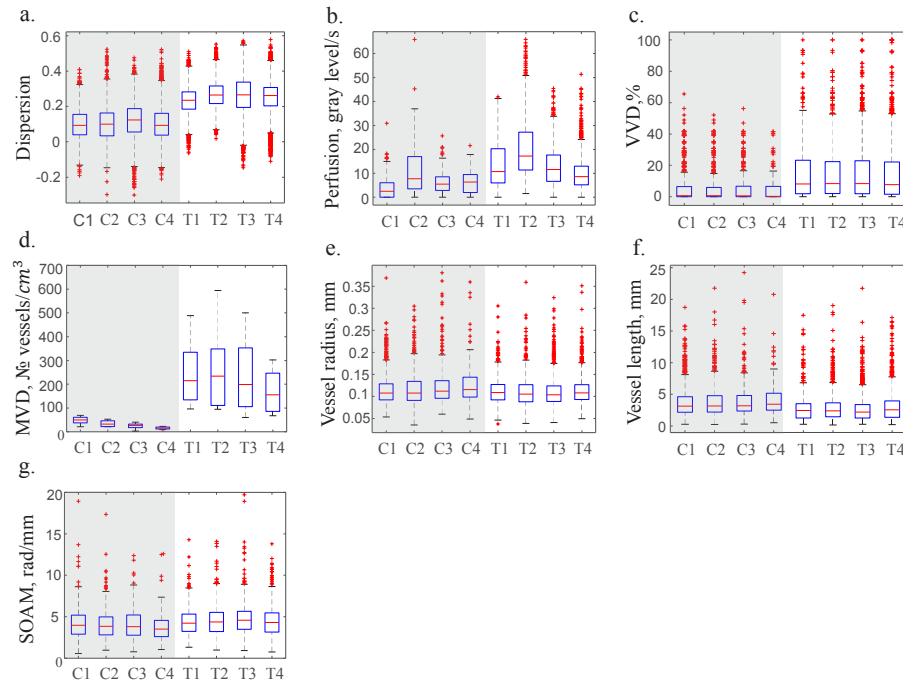 a.
0.6
0.4
0.2
0
-0.2
Dispersion
C1 C2 C3 C4 T1 T2 T3 T4
b.
60
50
40
30
20
10
0
Perfusion, gray level/s
C1 C2 C3 C4 T1 T2 T3 T4
c.
100
80
60
40
20
0
VVD,%
C1 C2 C3 C4 T1 T2 T3 T4
d.
700
600
500
400
300
200
100
0
MVD, № vessels/cm³
C1 C2 C3 C4 T1 T2 T3 T4
e.
0.35
0.3
0.25
0.2
0.15
0.1
0.05
Vessel radius, mm
C1 C2 C3 C4 T1 T2 T3 T4
f.
25
20
15
10
5
0
Vessel length, mm
C1 C2 C3 C4 T1 T2 T3 T4
g.
20
15
10
5
0
SOAM, rad/mm
C1 C2 C3 C4 T1 T2 T3 T4